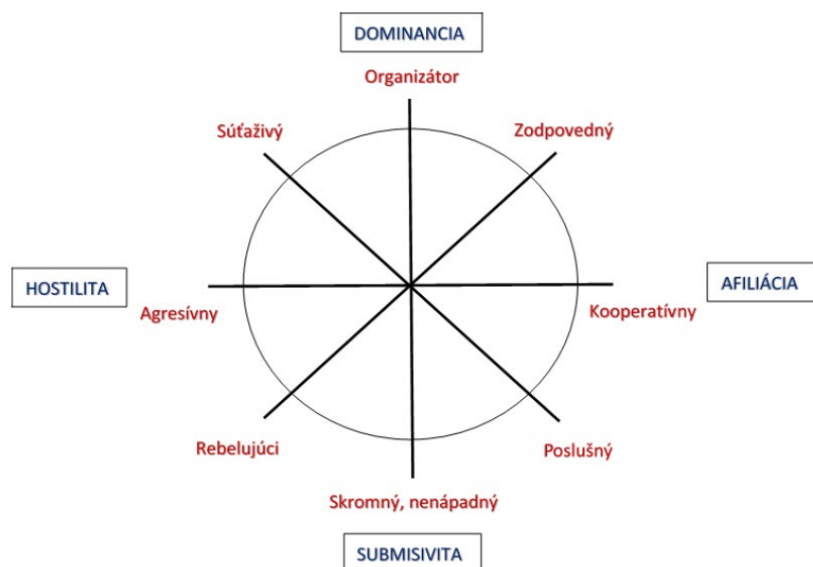 DOMINANCIA
Organizátor
Súťaživý
Zodpovedný
HOSTILITA
AFILIÁCIA
Agresívny
Kooperatívny
Rebelujúci
Poslušný
Skromný, nenápadný
SUBMISIVITA